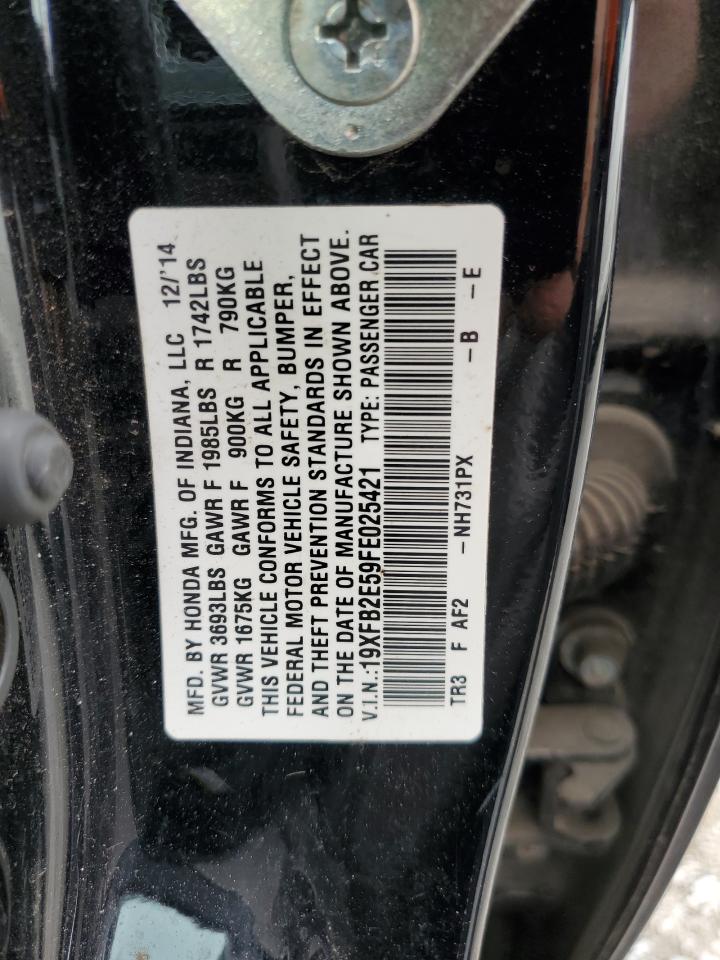 MFD. BY HONDA MFG. OF INDIANA, LLC 12/'14
GVWR 3693LBS GAWR F 1985LBS R 1742LBS
GVWR 1675KG GAWR F 900KG R 790KG
THIS VEHICLE CONFORMS TO ALL APPLICABLE
FEDERAL MOTOR VEHICLE SAFETY, BUMPER,
AND THEFT PREVENTION STANDARDS IN EFFECT
ON THE DATE OF MANUFACTURE SHOWN ABOVE.
V.I.N.:19XFB2E59FE025421 TYPE: PASSENGER CAR
TR3 F AF2 -NH731PX -B -E